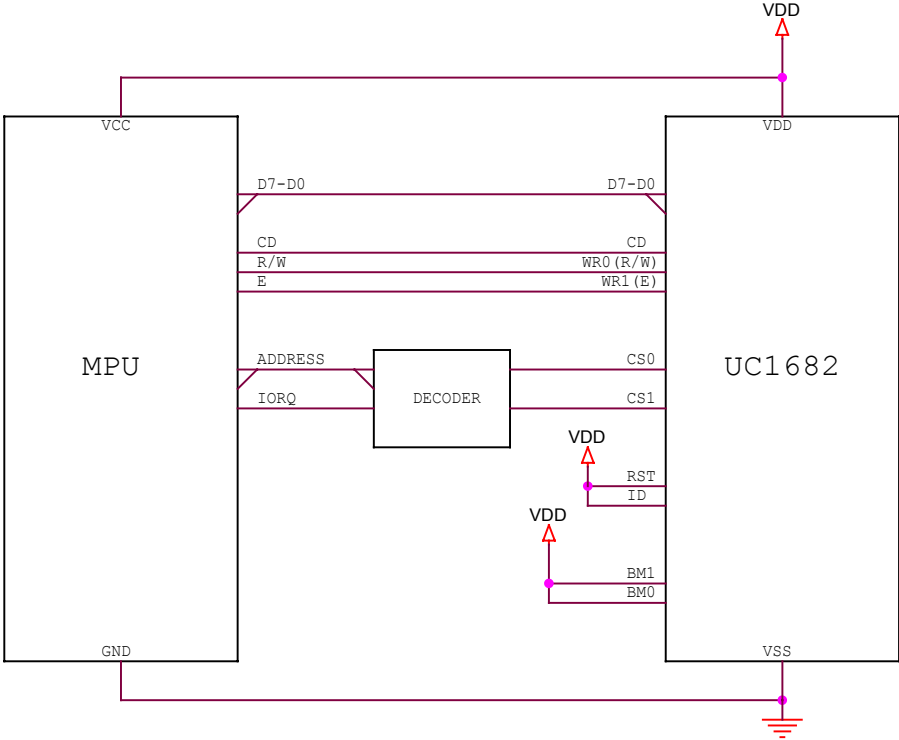 VDD
VCC VDD
D7-D0 D7-D0
CD CD
R/W WR0(R/W)
E WR1(E)
ADDRESS CS0
MPU UC1682
IORQ DECODER CS1
VDD
RST
ID
VDD
BM1
BM0
GND VSS